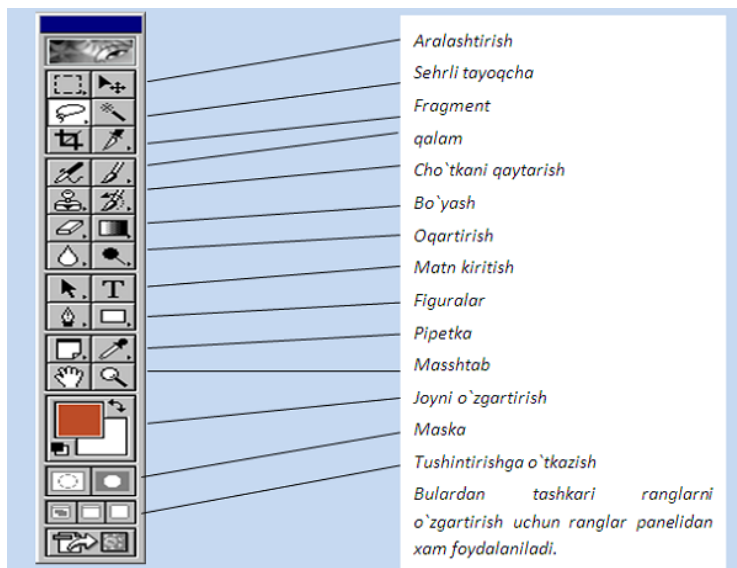 Aralashtirish
Sehrli tayoqcha
Fragment
qalam
Cho`tkani qaytarish
Bo`yash
Oqartirish
Matn kiritish
T
Figuralar
Pipetka
Masshtab
Joyni o`zgartirish
Maska
Tushintirishga o`tkazish
Bulardan tashkari ranglarni
o`zgartirish uchun ranglar panelidan
xam foydalaniladi.